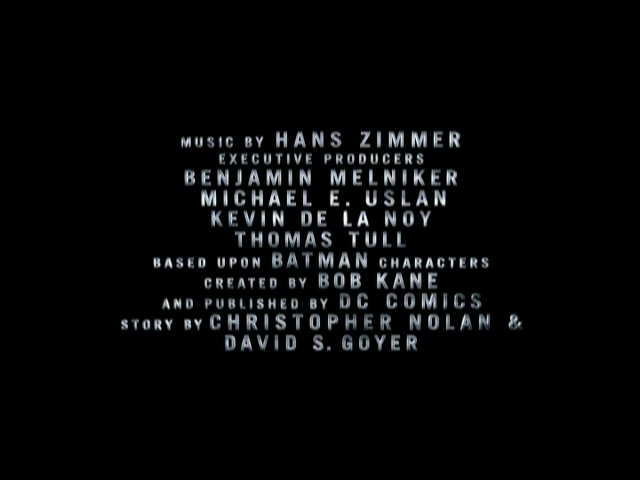 MUSIC BY HANS ZIMMER
EXECUTIVE PRODUCERS
BENJAMIN MELNIKER
MICHAEL E. USLAN
KEVIN DE LA NOY
THOMAS TULL
BASED UPON BATMAN CHARACTERS
CREATED BY BOB KANE
AND PUBLISHED BY DC COMICS
STORY BY CHRISTOPHER NOLAN &
DAVID S. GOYER